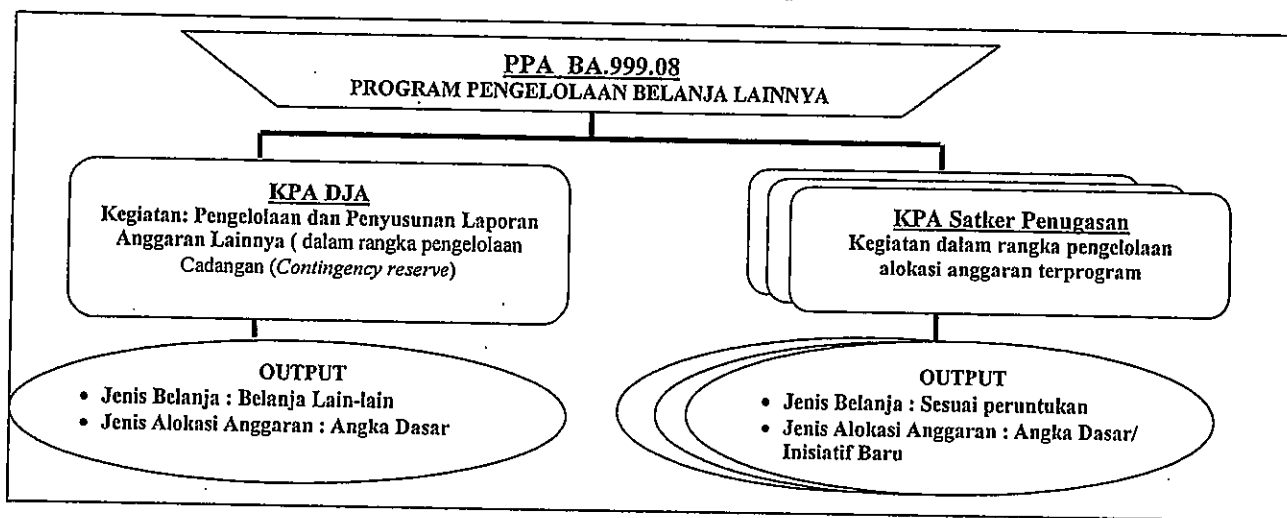 PPA BA.999.08
PROGRAM PENGELOLAAN BELANJA LAINNYA
KPA DJA
Kegiatan: Pengelolaan dan Penyusunan Laporan
Anggaran Lainnya ( dalam rangka pengelolaan
Cadangan (Contingency reserve)
KPA Satker Penugasan
Kegiatan dalam rangka pengelolaan
alokasi anggaran terprogram
OUTPUT
• Jenis Belanja : Belanja Lain-lain
• Jenis Alokasi Anggaran : Angka Dasar
OUTPUT
• Jenis Belanja : Sesuai peruntukan
• Jenis Alokasi Anggaran : Angka Dasar/
Inisiatif Baru